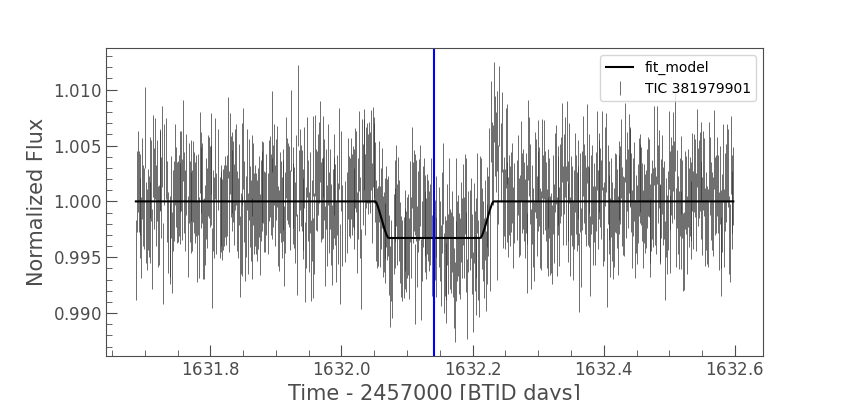 fit_model
TIC 381979901
1.010
1.005
1.000
0.995
0.990
Normalized Flux
1631.8 1632.0 1632.2 1632.4 1632.6
Time - 2457000 [BTJD days]